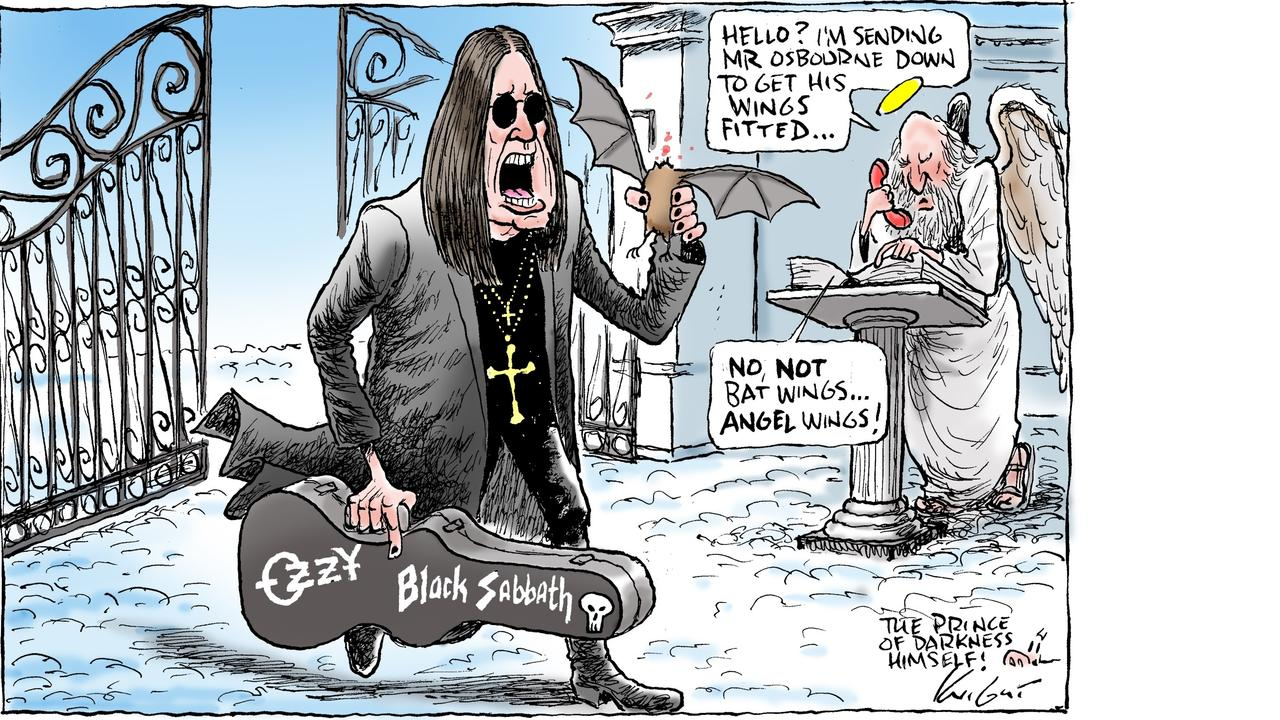 HELLO? I'M SENDING
MR OSBOURNE DOWN
TO GET HIS
WINGS
FITTED...
NO, NOT
BAT WINGS...
ANGEL WINGS!
OZZY
Black Sabbath
THE PRINCE
OF DARKNESS
HIMSELF!
Knight